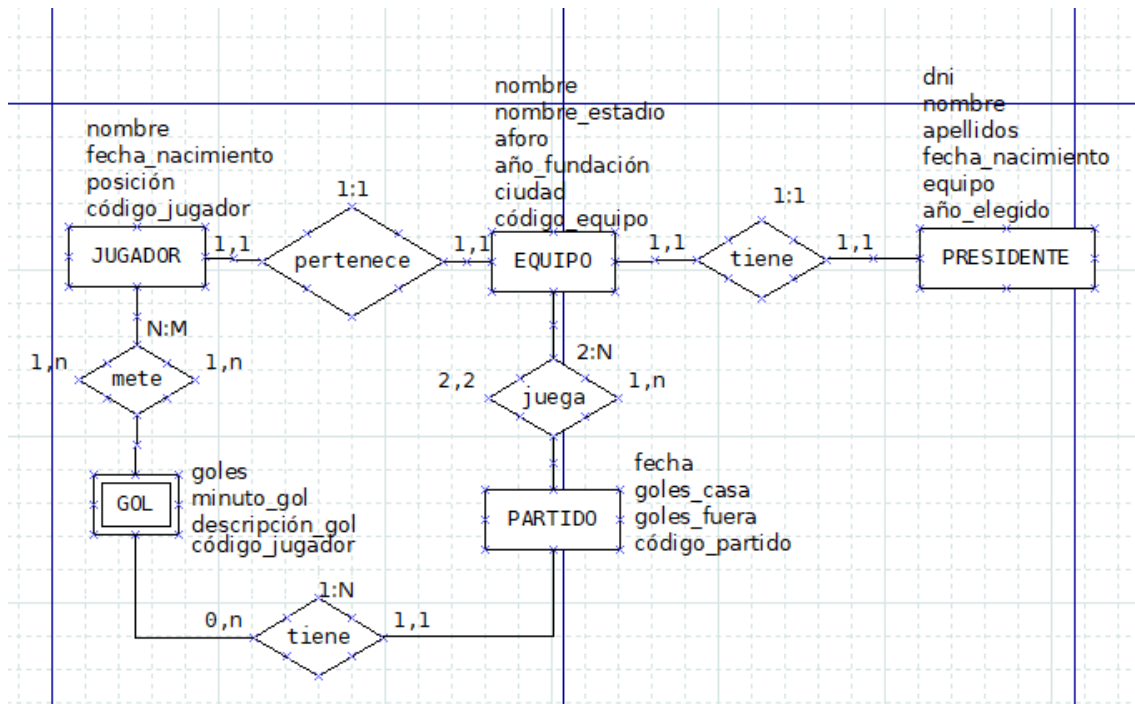 nombre
fecha_nacimiento
posición
código_jugador
JUGADOR
1,1
1:1
pertenece
1,1
nombre
nombre_estadio
aforo
año_fundación
ciudad
código_equipo
EQUIPO
1,1
1:1
tiene
1,1
dni
nombre
apellidos
fecha_nacimiento
equipo
año_elegido
PRESIDENTE
N:M
1,n
mete
1,n
2:N
2,2
juega
1,n
GOL
goles
minuto_gol
descripción_gol
código_jugador
PARTIDO
fecha
goles_casa
goles_fuera
código_partido
1:N
0,n
tiene
1,1